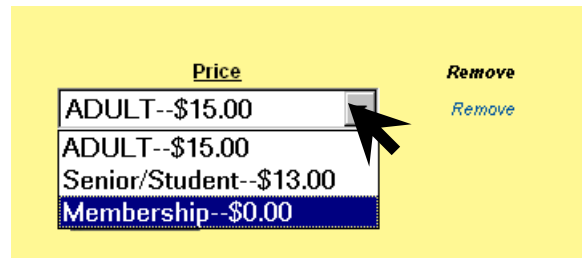 Price Remove
ADULT--$15.00 Remove
ADULT--$15.00
Senior/Student--$13.00
Membership--$0.00